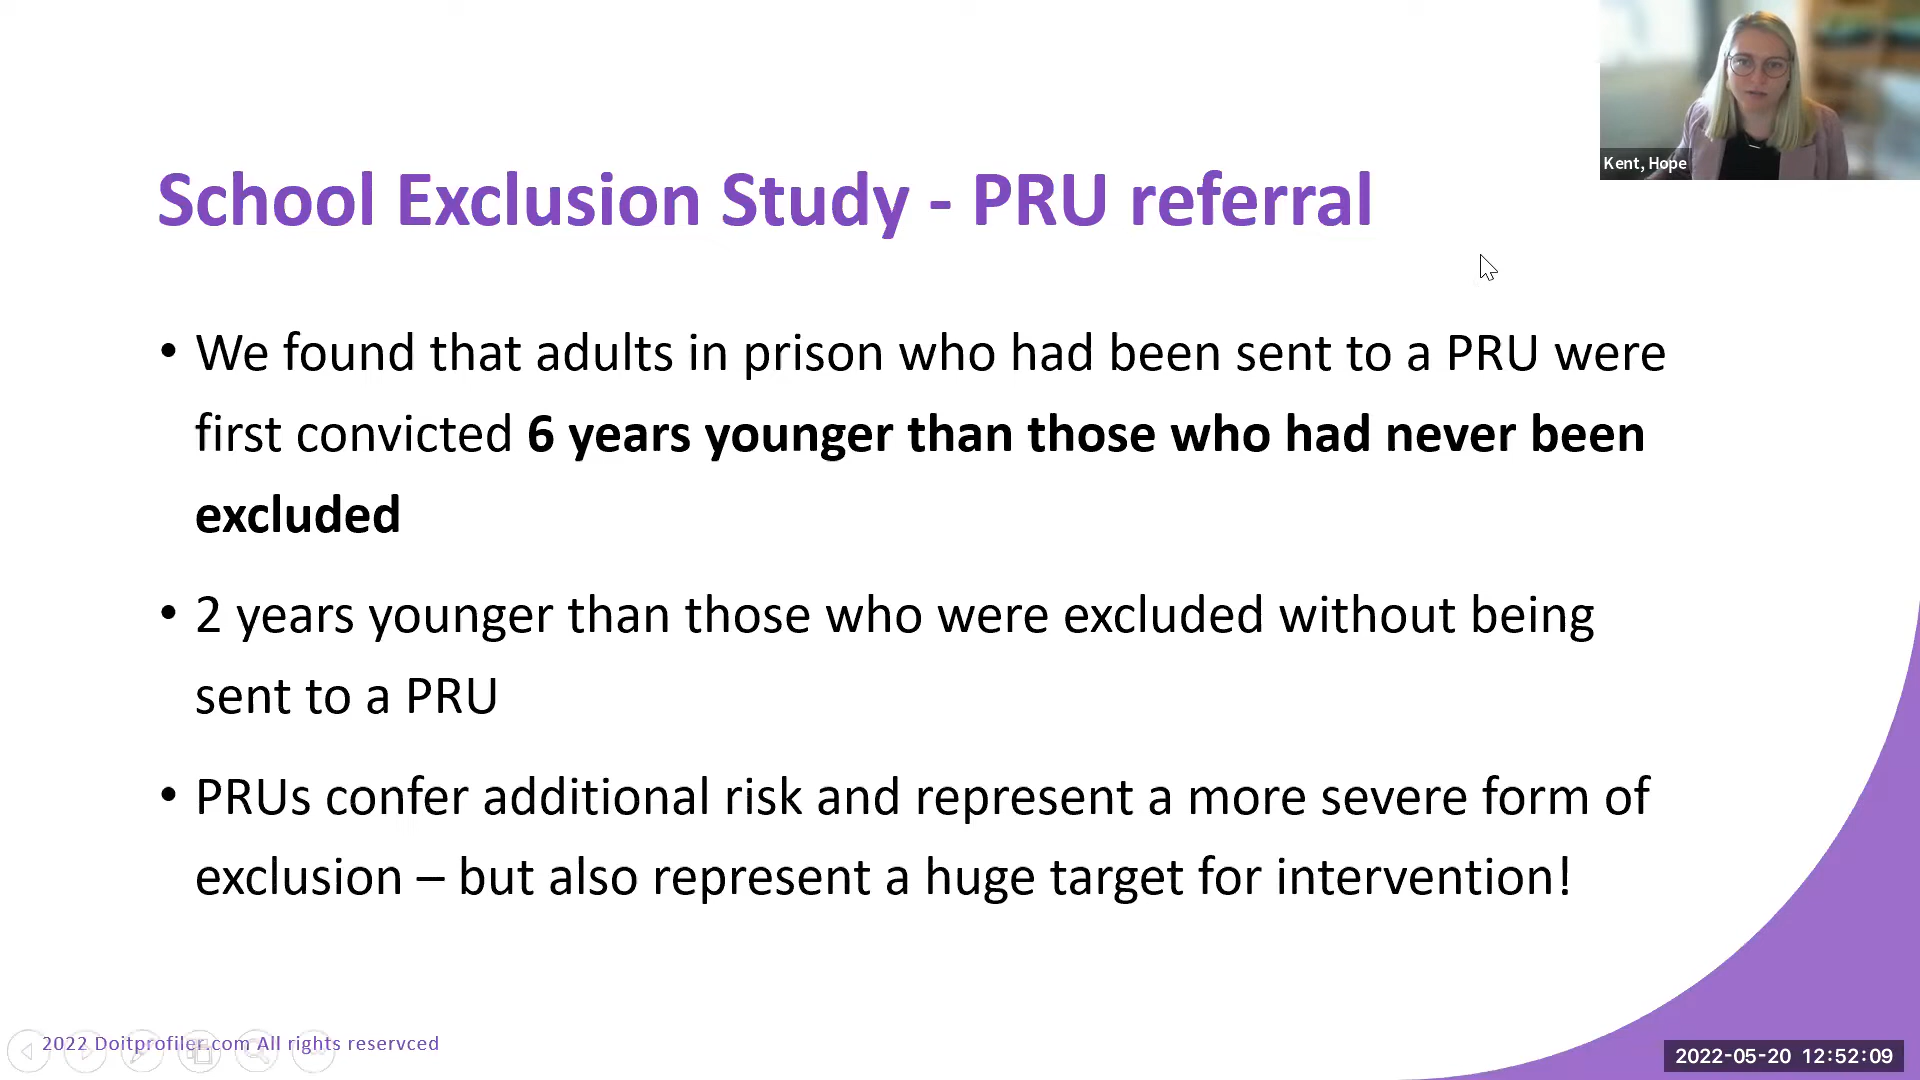 Kent, Hope
School Exclusion Study - PRU referral
• We found that adults in prison who had been sent to a PRU were
first convicted 6 years younger than those who had never been
excluded
• 2 years younger than those who were excluded without being
sent to a PRU
• PRUs confer additional risk and represent a more severe form of
exclusion – but also represent a huge target for intervention!
2022 Doitprofiler.com All rights reservced
2022-05-20 12:52:09